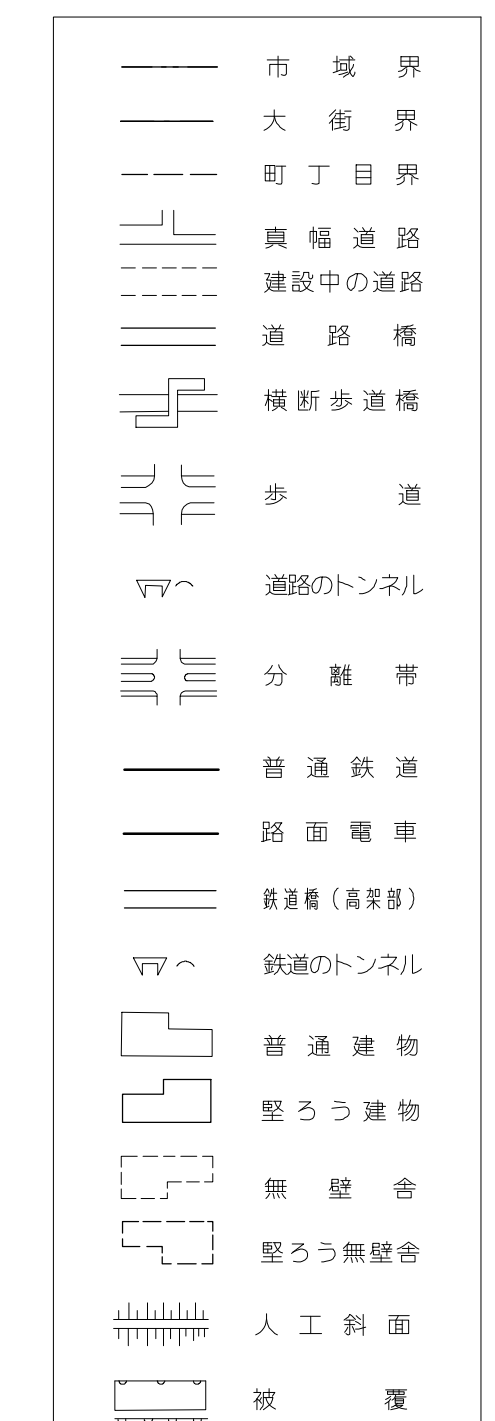 市域界
大街界
町丁目界
真幅道路
建設中の道路
道路橋
横断歩道橋
歩道
道路のトンネル
分離帯
普通鉄道
路面電車
鉄道橋(高架部)
鉄道のトンネル
普通建物
堅ろう建物
無壁舎
堅ろう無壁舎
人工斜面
被覆